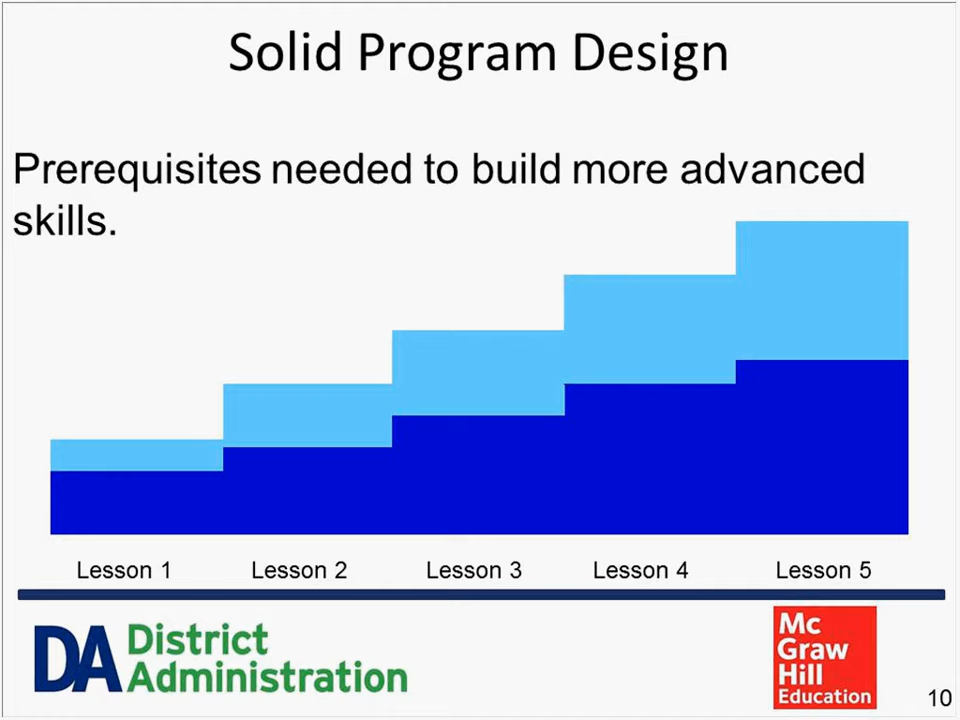 Solid Program Design
Prerequisites needed to build more advanced
skills.
Lesson 1 Lesson 2 Lesson 3 Lesson 4 Lesson 5
DA District
Administration
Mc
Graw
Hill
Education
10